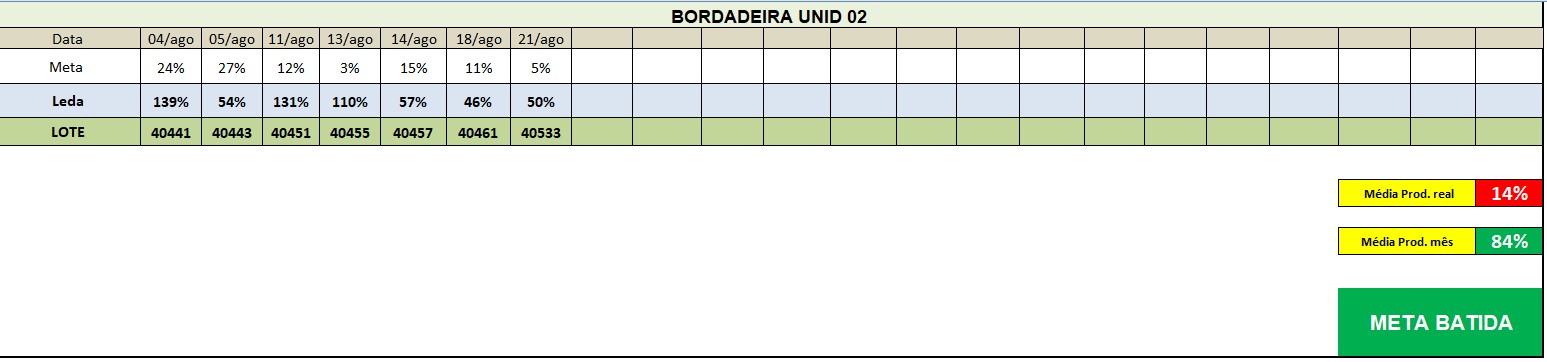 BORDADEIRA UNID 02
Data 04/ago 05/ago 11/ago 13/ago 14/ago 18/ago 21/ago
Meta 24% 27% 12% 3% 15% 11% 5%
Leda 139% 54% 131% 110% 57% 46% 50%
LOTE 40441 40443 40451 40455 40457 40461 40533
Média Prod. real 14%
Média Prod. mês 84%
META BATIDA